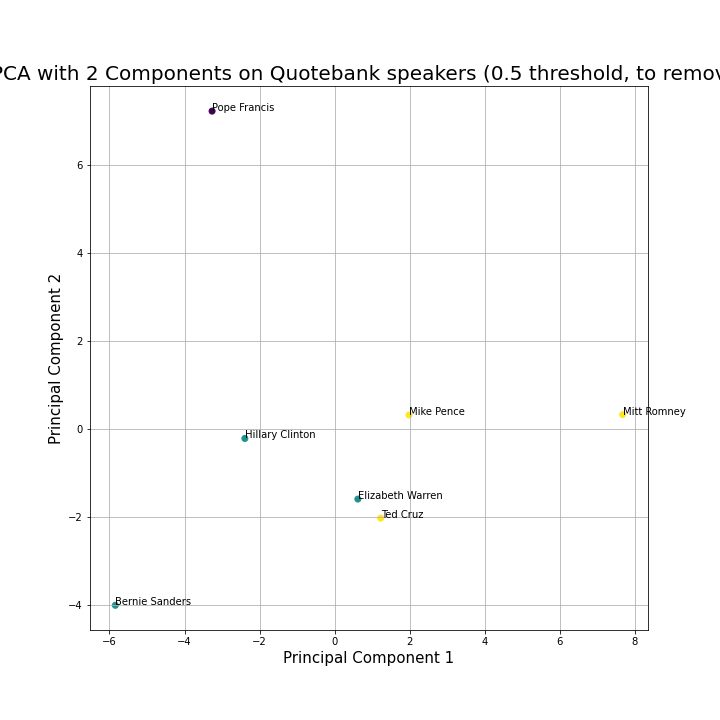 PCA with 2 Components on Quotebank speakers (0.5 threshold, to remov
Pope Francis
6
4
2
Mike Pence
Mitt Romney
0
Hillary Clinton
Elizabeth Warren
−2
Ted Cruz
−4
Bernie Sanders
Principal Component 2
−6
−4
−2
0
2
4
6
8
Principal Component 1